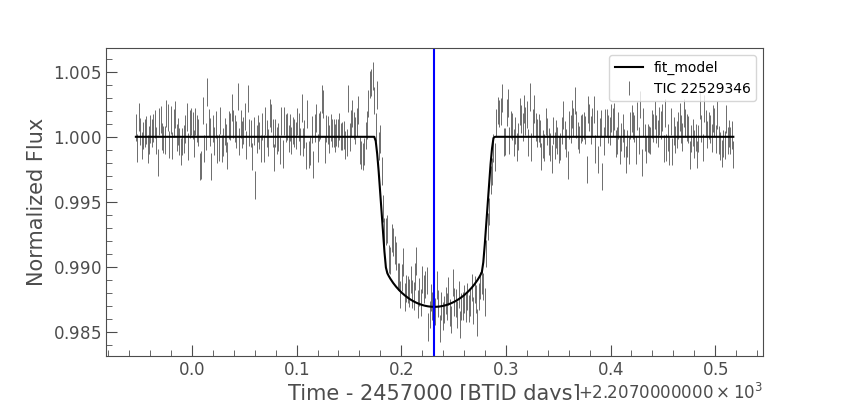 1.005
1.000
0.995
0.990
0.985
Normalized Flux
fit_model
TIC 22529346
0.0 0.1 0.2 0.3 0.4 0.5
Time - 2457000 [BTJD days]
+2.2070000000 × 10³